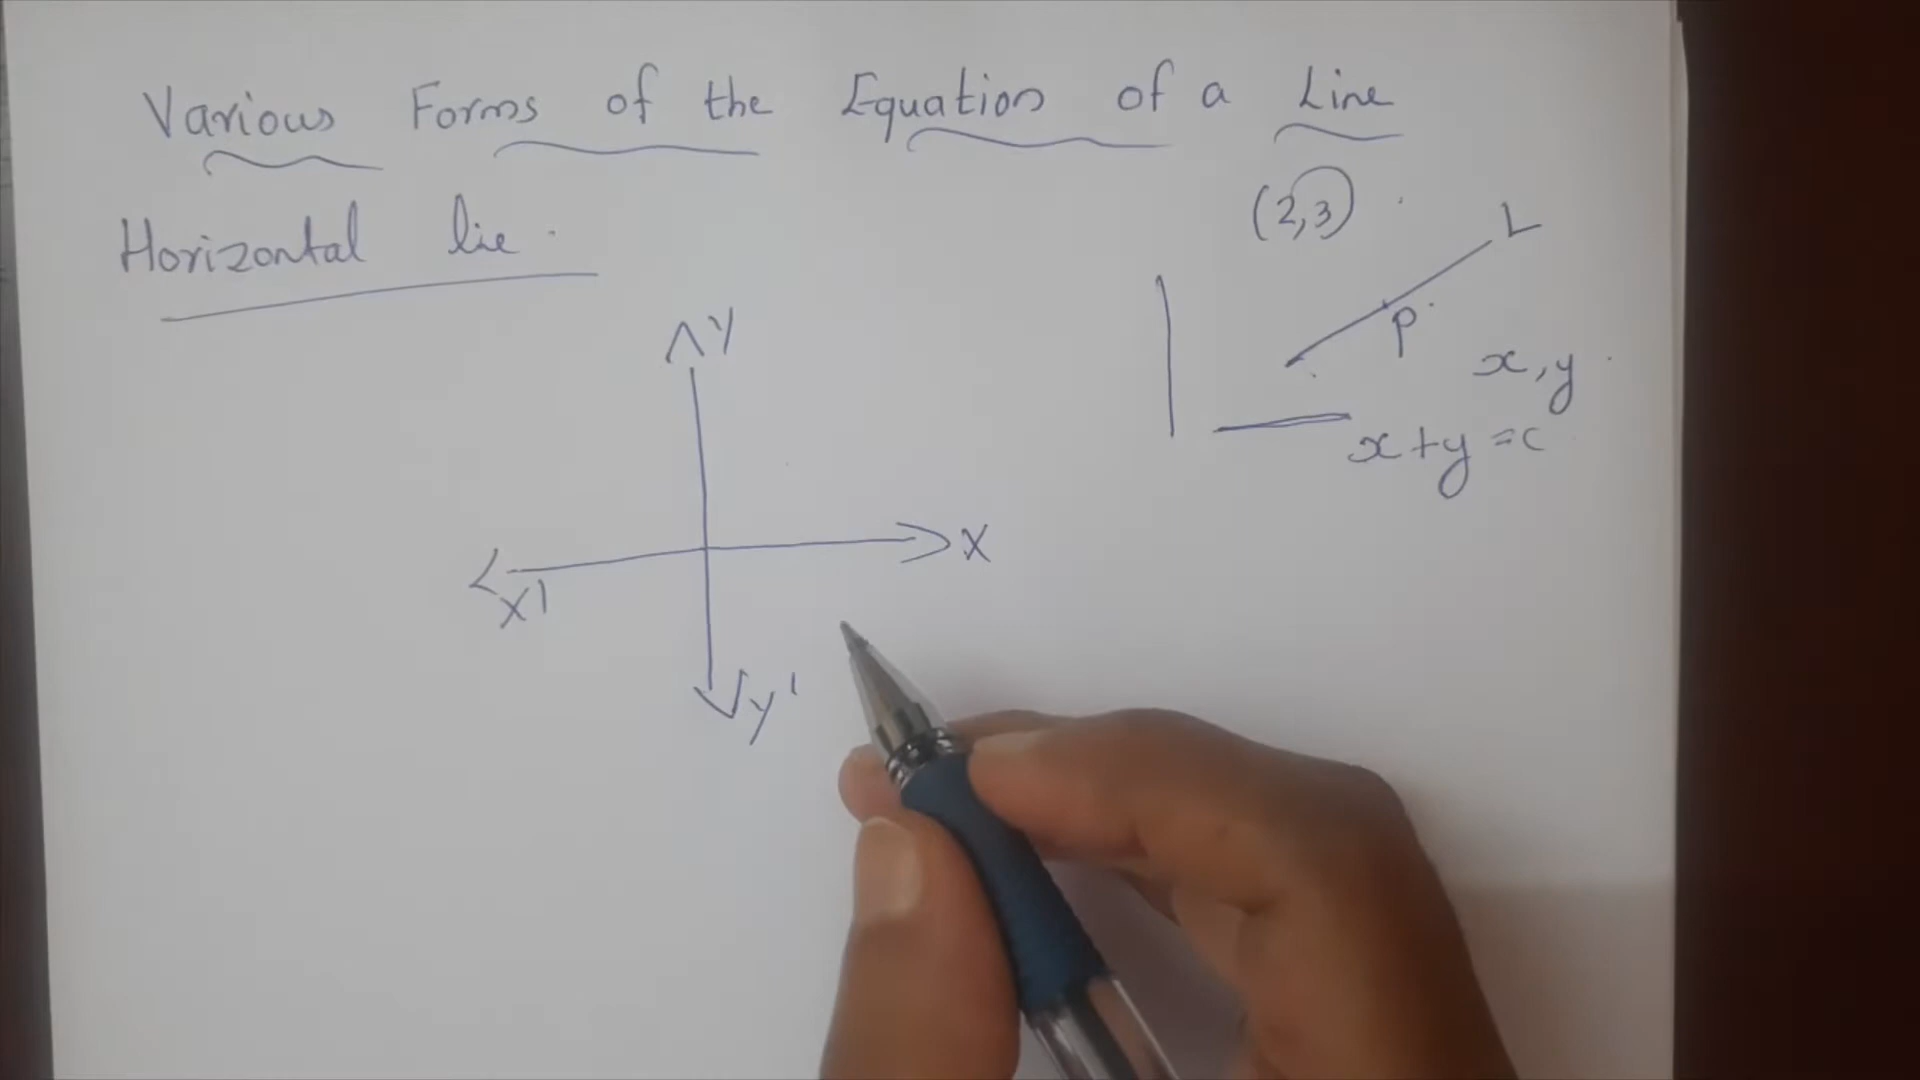 Various Forms of the Equation of a Line
Horizontal lie.
(2,3)
L
P
x, y
x+y=c
Y
X
X'
y'